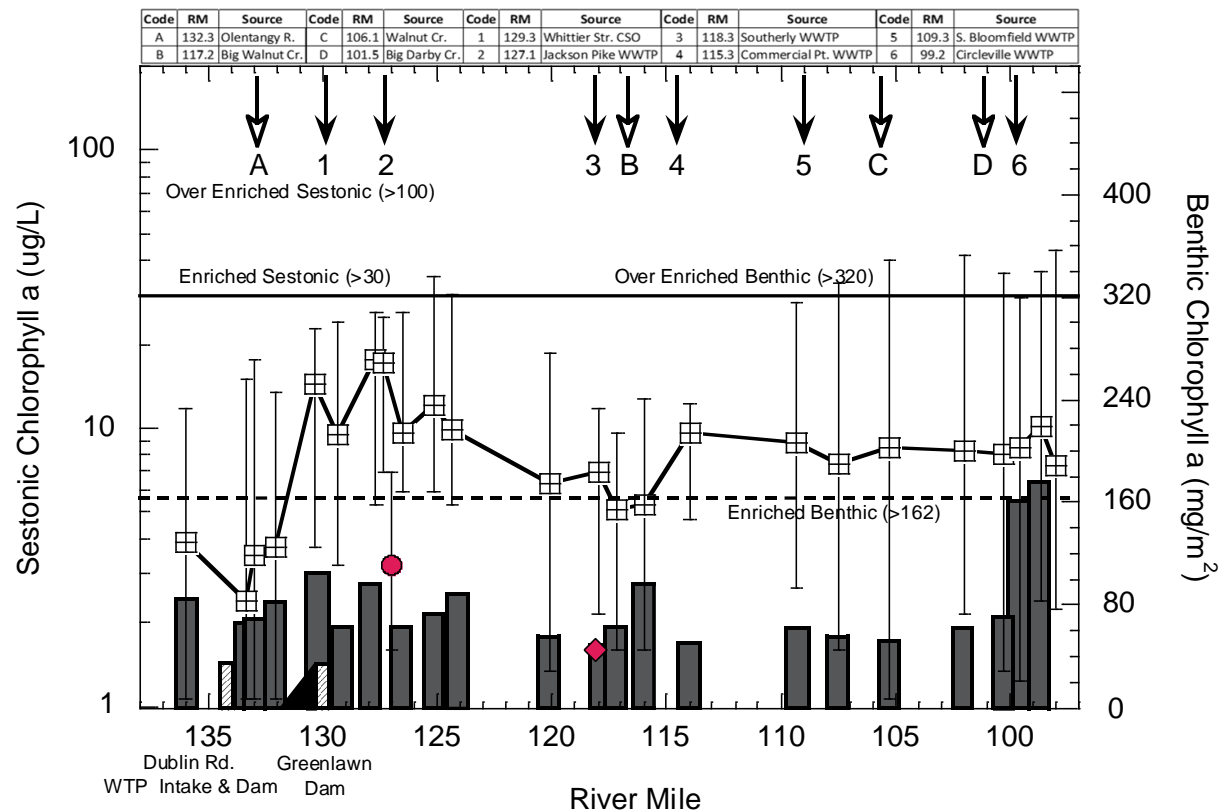 Code RM Source Code RM Source Code RM Source Code RM Source Code RM Source
A 132.3 Olentangy R. C 106.1 Walnut Cr. 1 129.3 Whittier Str. CSO 3 118.3 Southerly WWTP 5 109.3 S. Bloomfield WWTP
B 117.2 Big Walnut Cr. D 101.5 Big Darby Cr. 2 127.1 Jackson Pike WWTP 4 115.3 Commercial Pt. WWTP 6 99.2 Circleville WWTP
A 1 2 3 B 4 5 C D 6
Over Enriched Sestonic (>100)
Enriched Sestonic (>30)
Over Enriched Benthic (>320)
Enriched Benthic (>162)
Sestonic Chlorophyll a (ug/L)
100
10
1
Benthic Chlorophyll a (mg/m2)
400
320
240
160
80
0
135 130 125 120 115 110 105 100
Dublin Rd.
WTP Intake & Dam
Greenlawn
Dam
River Mile